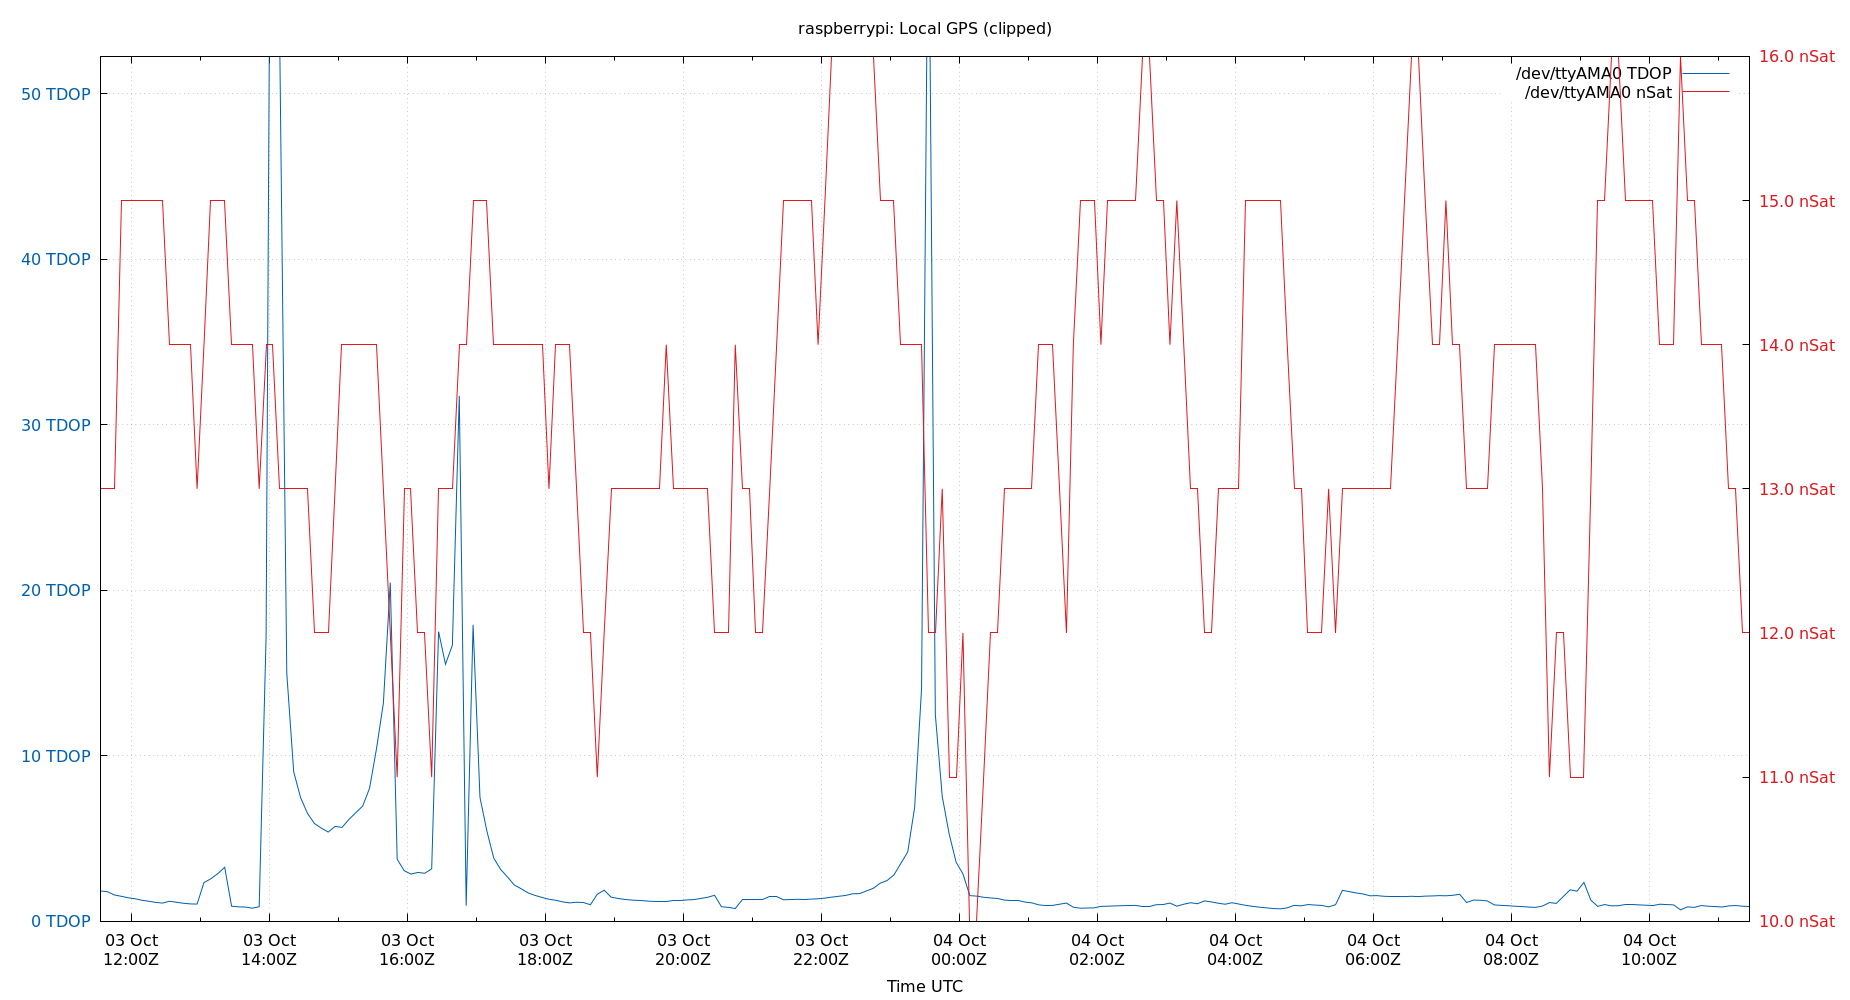 raspberrypi: Local GPS (clipped)
/dev/ttyAMA0 TDOP
/dev/ttyAMA0 nSat
50 TDOP
40 TDOP
30 TDOP
20 TDOP
10 TDOP
0 TDOP
16.0 nSat
15.0 nSat
14.0 nSat
13.0 nSat
12.0 nSat
11.0 nSat
10.0 nSat
03 Oct
12:00Z
03 Oct
14:00Z
03 Oct
16:00Z
03 Oct
18:00Z
03 Oct
20:00Z
03 Oct
22:00Z
04 Oct
00:00Z
04 Oct
02:00Z
04 Oct
04:00Z
04 Oct
06:00Z
04 Oct
08:00Z
04 Oct
10:00Z
Time UTC